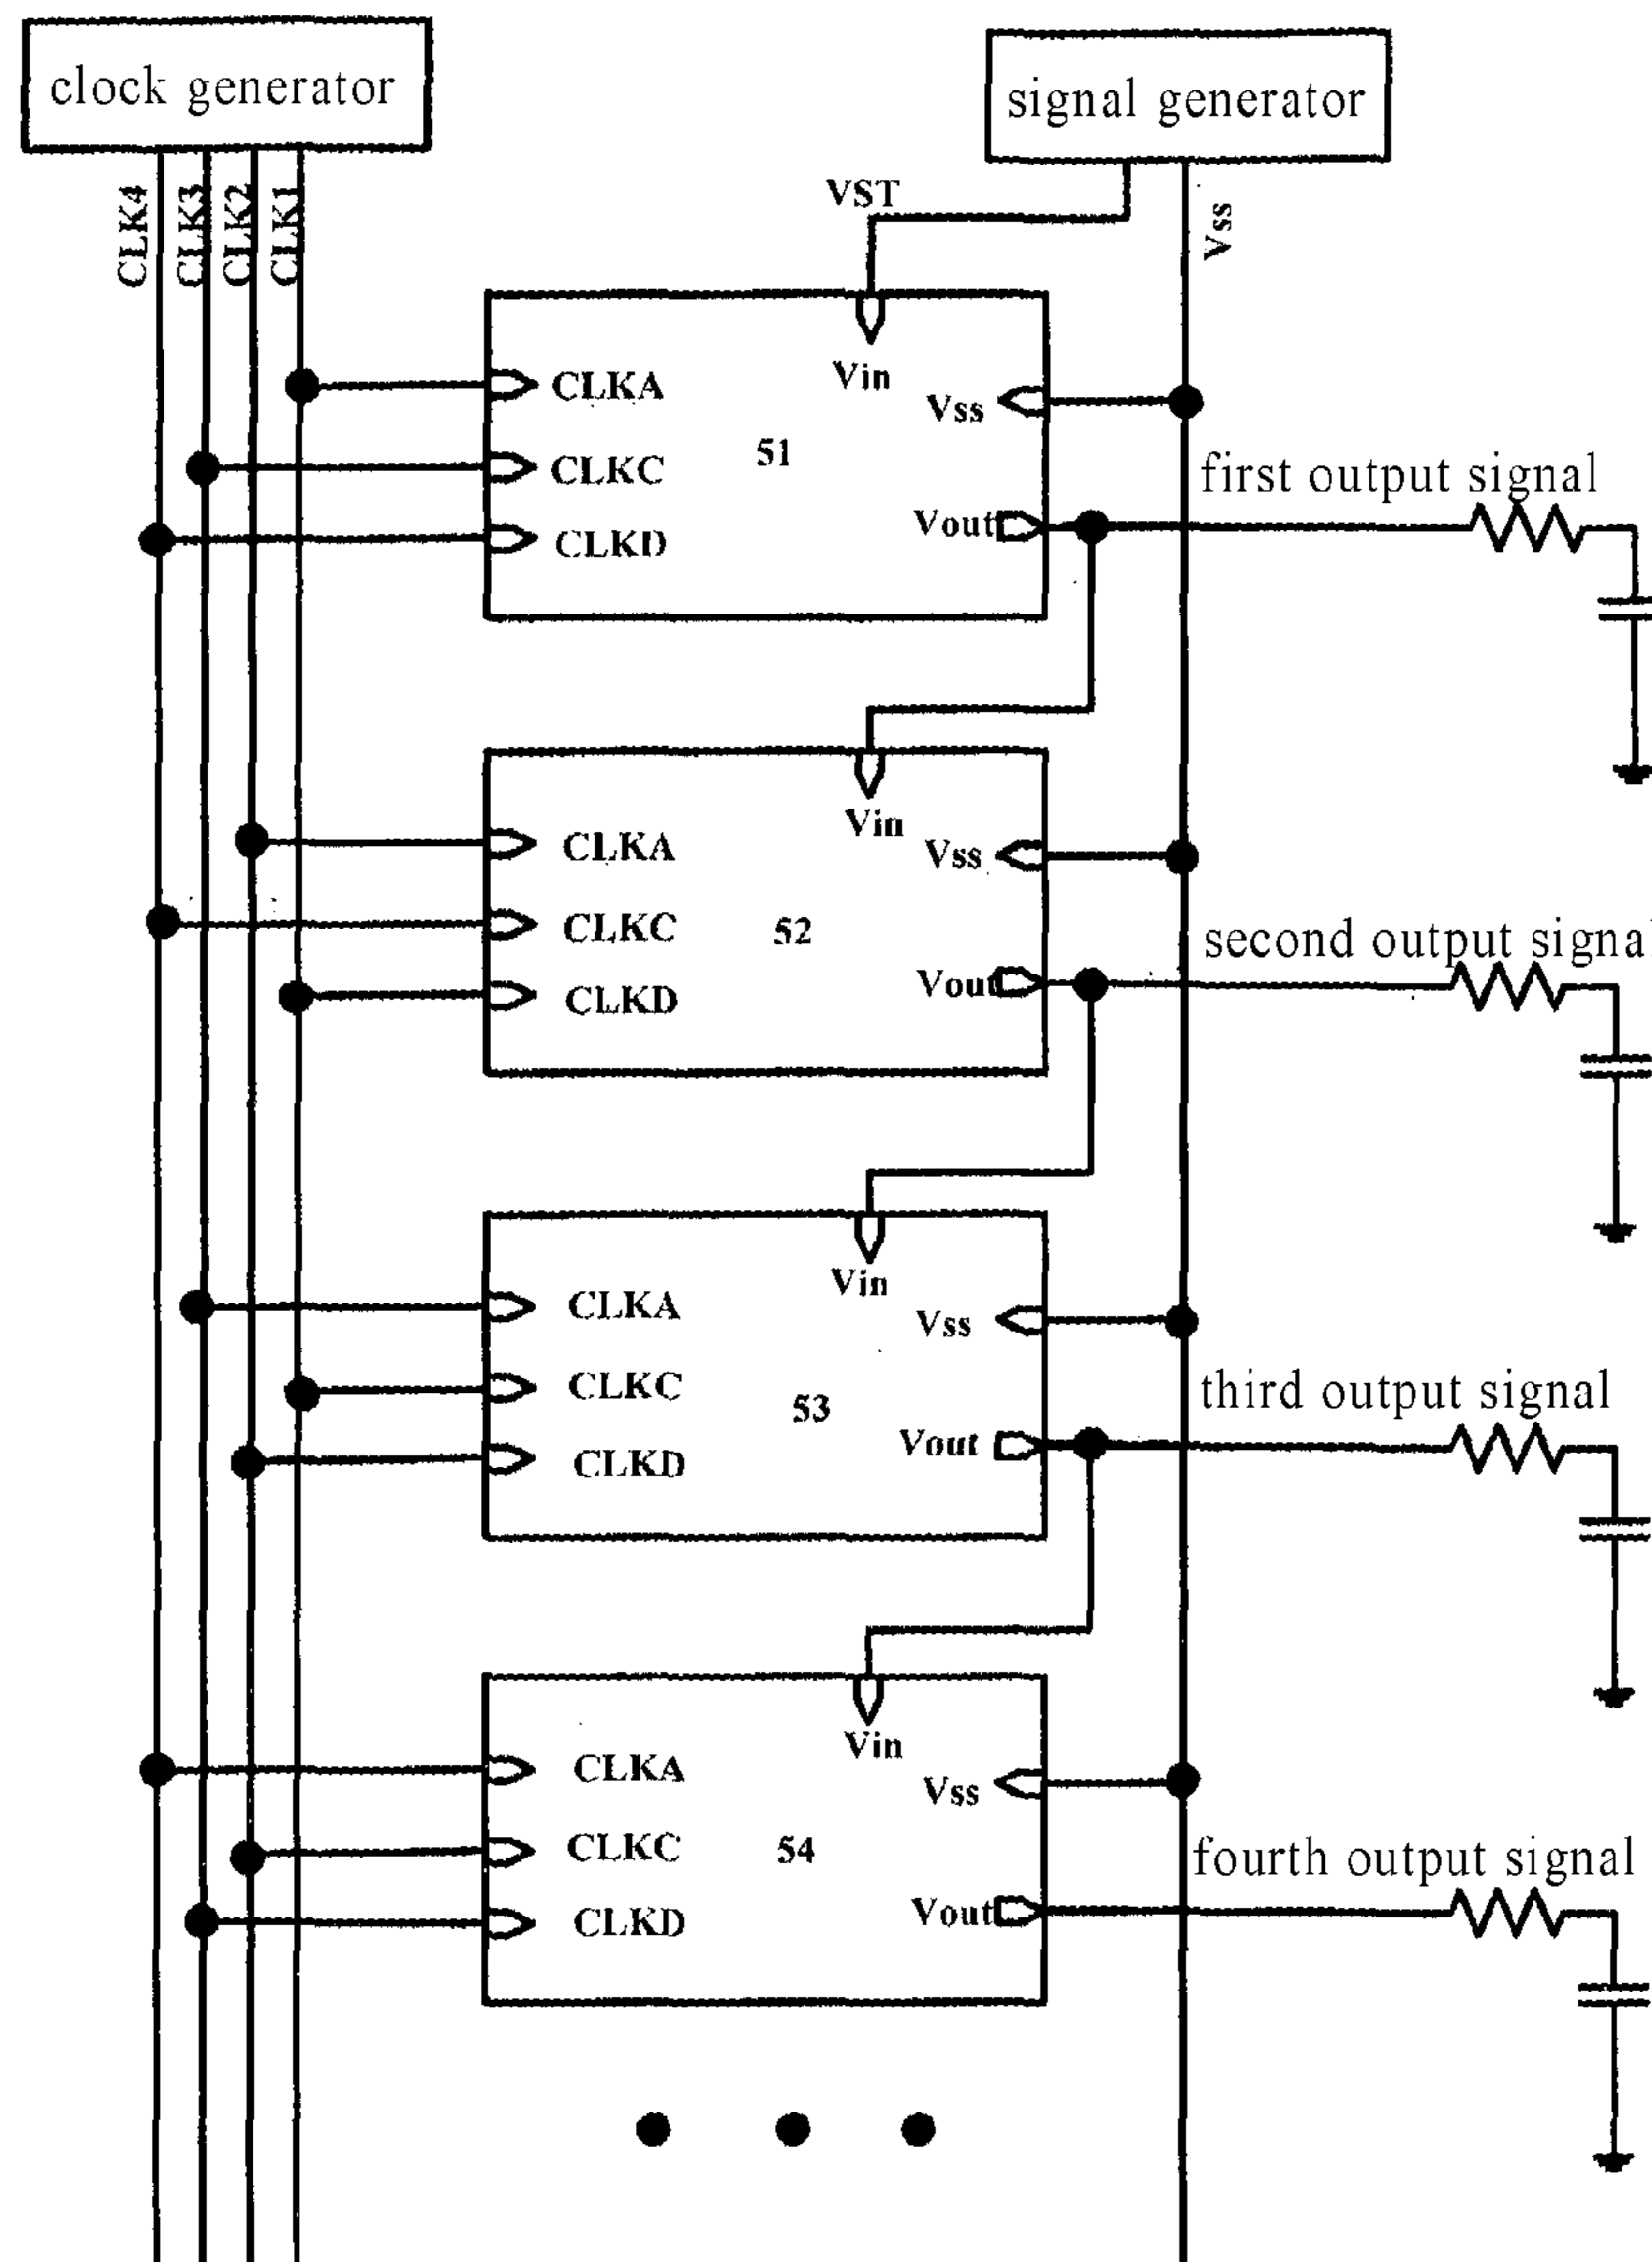 clock generator
signal generator
CLK4
CLK3
CLK2
CLK1
VST
Vss
Vin
CLKA
Vss
51
CLKC
first output signal
Vout
CLKD
Vin
CLKA
Vss
CLKC
52
second output signal
Vout
CLKD
Vin
CLKA
Vss
CLKC
53
third output signal
Vout
CLKD
Vin
CLKA
Vss
CLKC
54
fourth output signal
Vout
CLKD